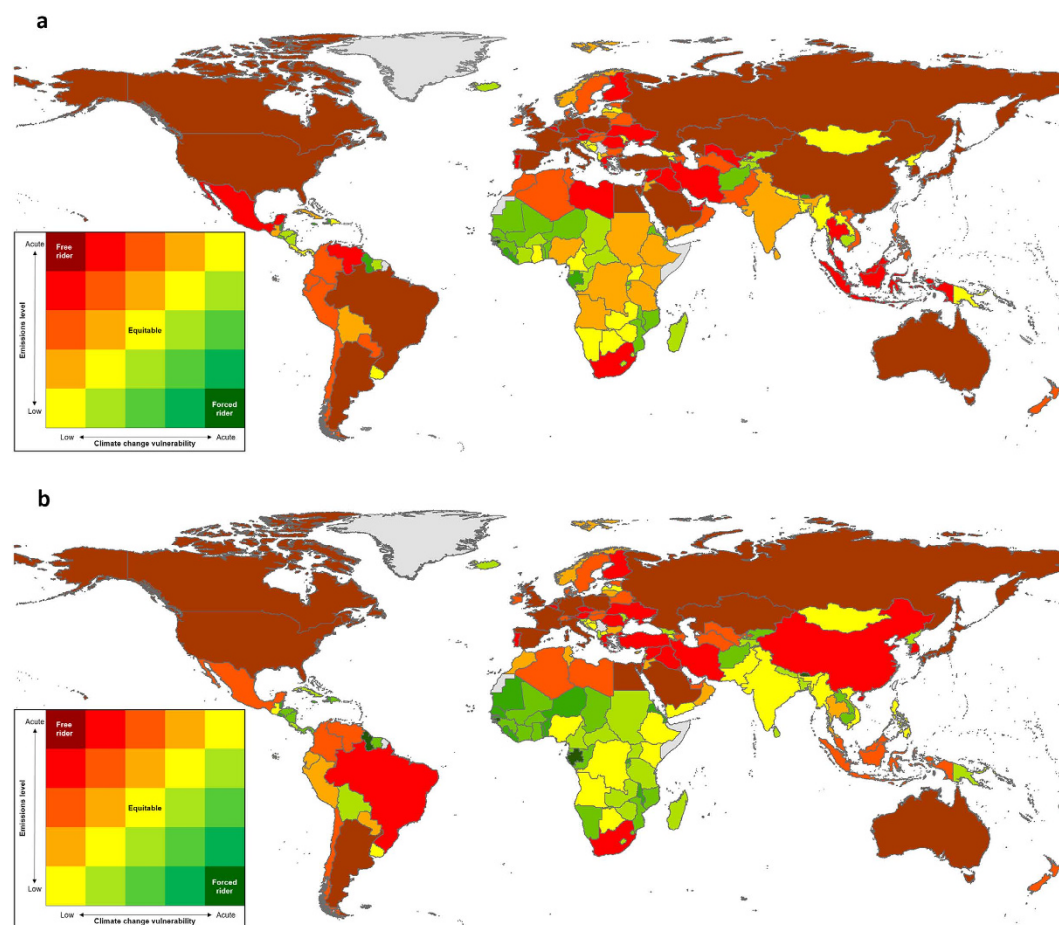 a
Acute
Free
rider
Emissions level
Equitable
Forced
rider
Low
Low
Acute
Climate change vulnerability
b
Acute
Free
rider
Emissions level
Equitable
Forced
rider
Low
Low
Acute
Climate change vulnerability